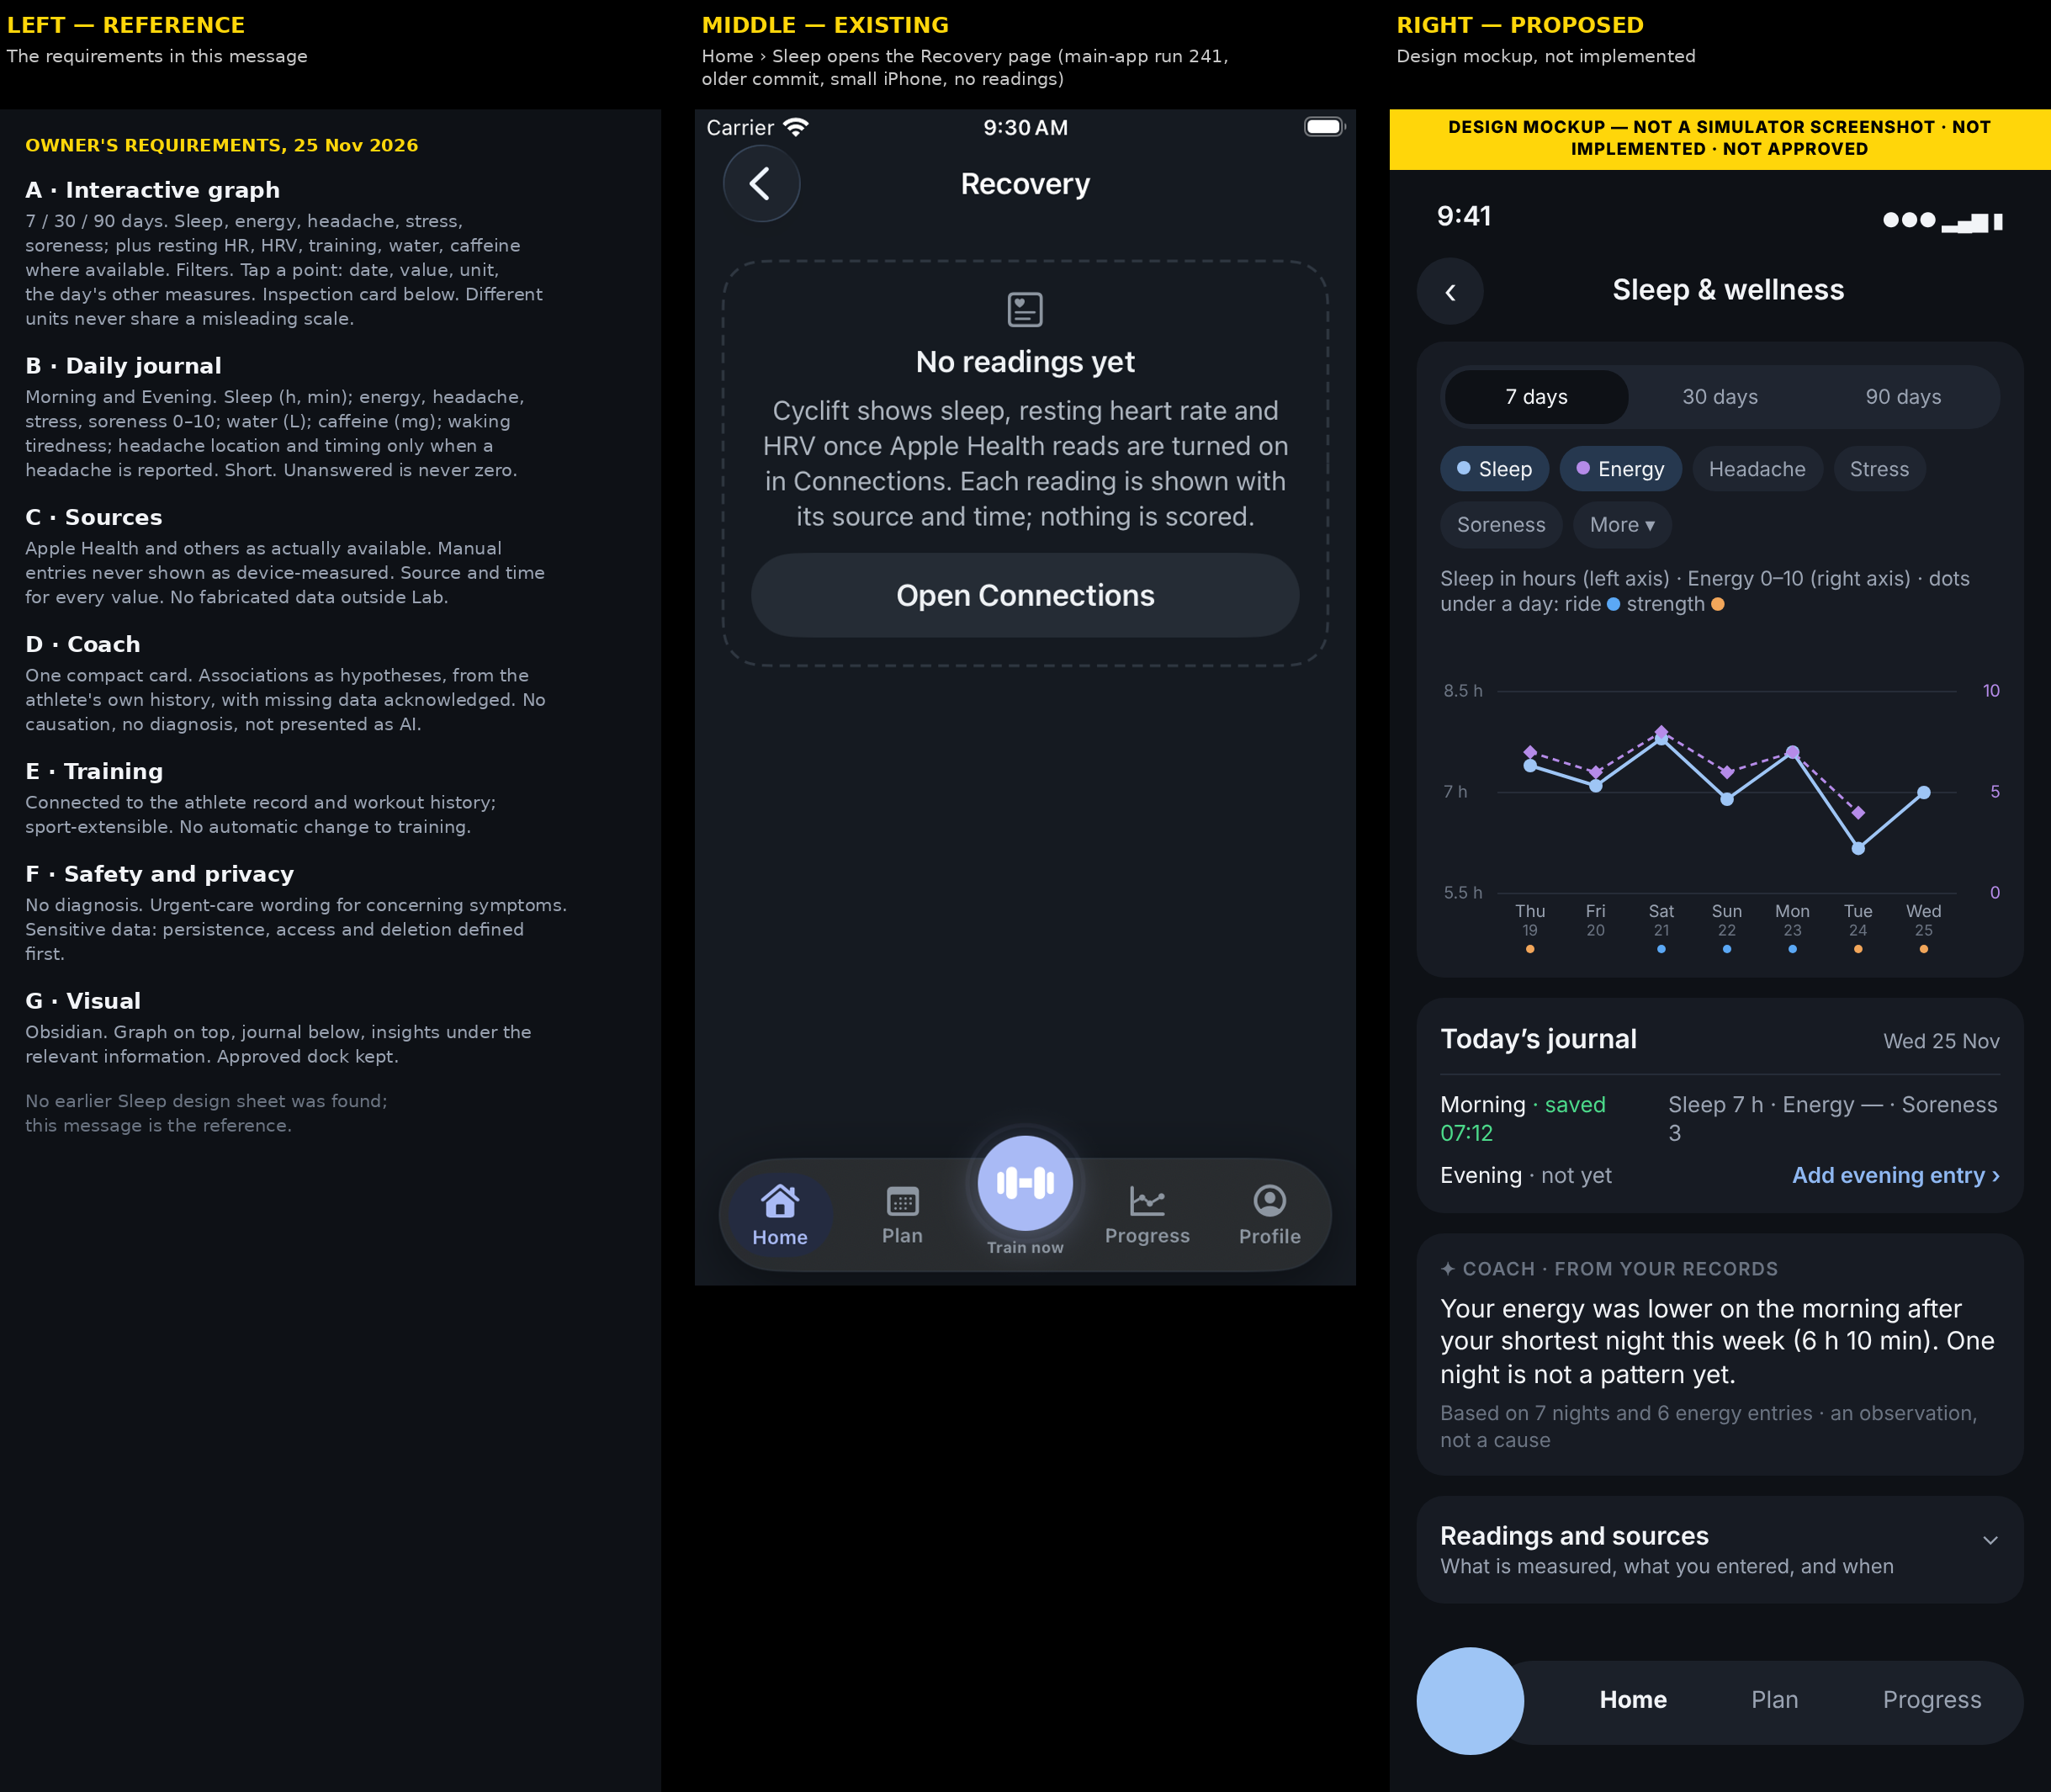 LEFT — REFERENCE
The requirements in this message
OWNER'S REQUIREMENTS, 25 Nov 2026
A · Interactive graph
7 / 30 / 90 days. Sleep, energy, headache, stress,
soreness; plus resting HR, HRV, training, water, caffeine
where available. Filters. Tap a point: date, value, unit,
the day's other measures. Inspection card below. Different
units never share a misleading scale.
B · Daily journal
Morning and Evening. Sleep (h, min); energy, headache,
stress, soreness 0–10; water (L); caffeine (mg); waking
tiredness; headache location and timing only when a
headache is reported. Short. Unanswered is never zero.
C · Sources
Apple Health and others as actually available. Manual
entries never shown as device-measured. Source and time
for every value. No fabricated data outside Lab.
D · Coach
One compact card. Associations as hypotheses, from the
athlete's own history, with missing data acknowledged. No
causation, no diagnosis, not presented as AI.
E · Training
Connected to the athlete record and workout history;
sport-extensible. No automatic change to training.
F · Safety and privacy
No diagnosis. Urgent-care wording for concerning symptoms.
Sensitive data: persistence, access and deletion defined
first.
G · Visual
Obsidian. Graph on top, journal below, insights under the
relevant information. Approved dock kept.
No earlier Sleep design sheet was found;
this message is the reference.
MIDDLE — EXISTING
Home › Sleep opens the Recovery page (main-app run 241,
older commit, small iPhone, no readings)
Carrier 9:30 AM
Recovery
No readings yet
Cyclift shows sleep, resting heart rate and
HRV once Apple Health reads are turned on
in Connections. Each reading is shown with
its source and time; nothing is scored.
Open Connections
Home Plan Train now Progress Profile
RIGHT — PROPOSED
Design mockup, not implemented
DESIGN MOCKUP — NOT A SIMULATOR SCREENSHOT · NOT
IMPLEMENTED · NOT APPROVED
9:41
‹ Sleep & wellness
7 days 30 days 90 days
Sleep Energy Headache Stress
Soreness More ▾
Sleep in hours (left axis) · Energy 0–10 (right axis) · dots
under a day: ride strength
8.5 h 10
7 h 5
5.5 h 0
Thu Fri Sat Sun Mon Tue Wed
19 20 21 22 23 24 25
Today’s journal Wed 25 Nov
Morning · saved Sleep 7 h · Energy — · Soreness
07:12 3
Evening · not yet Add evening entry ›
✦ COACH · FROM YOUR RECORDS
Your energy was lower on the morning after
your shortest night this week (6 h 10 min). One
night is not a pattern yet.
Based on 7 nights and 6 energy entries · an observation,
not a cause
Readings and sources
What is measured, what you entered, and when
Home Plan Progress